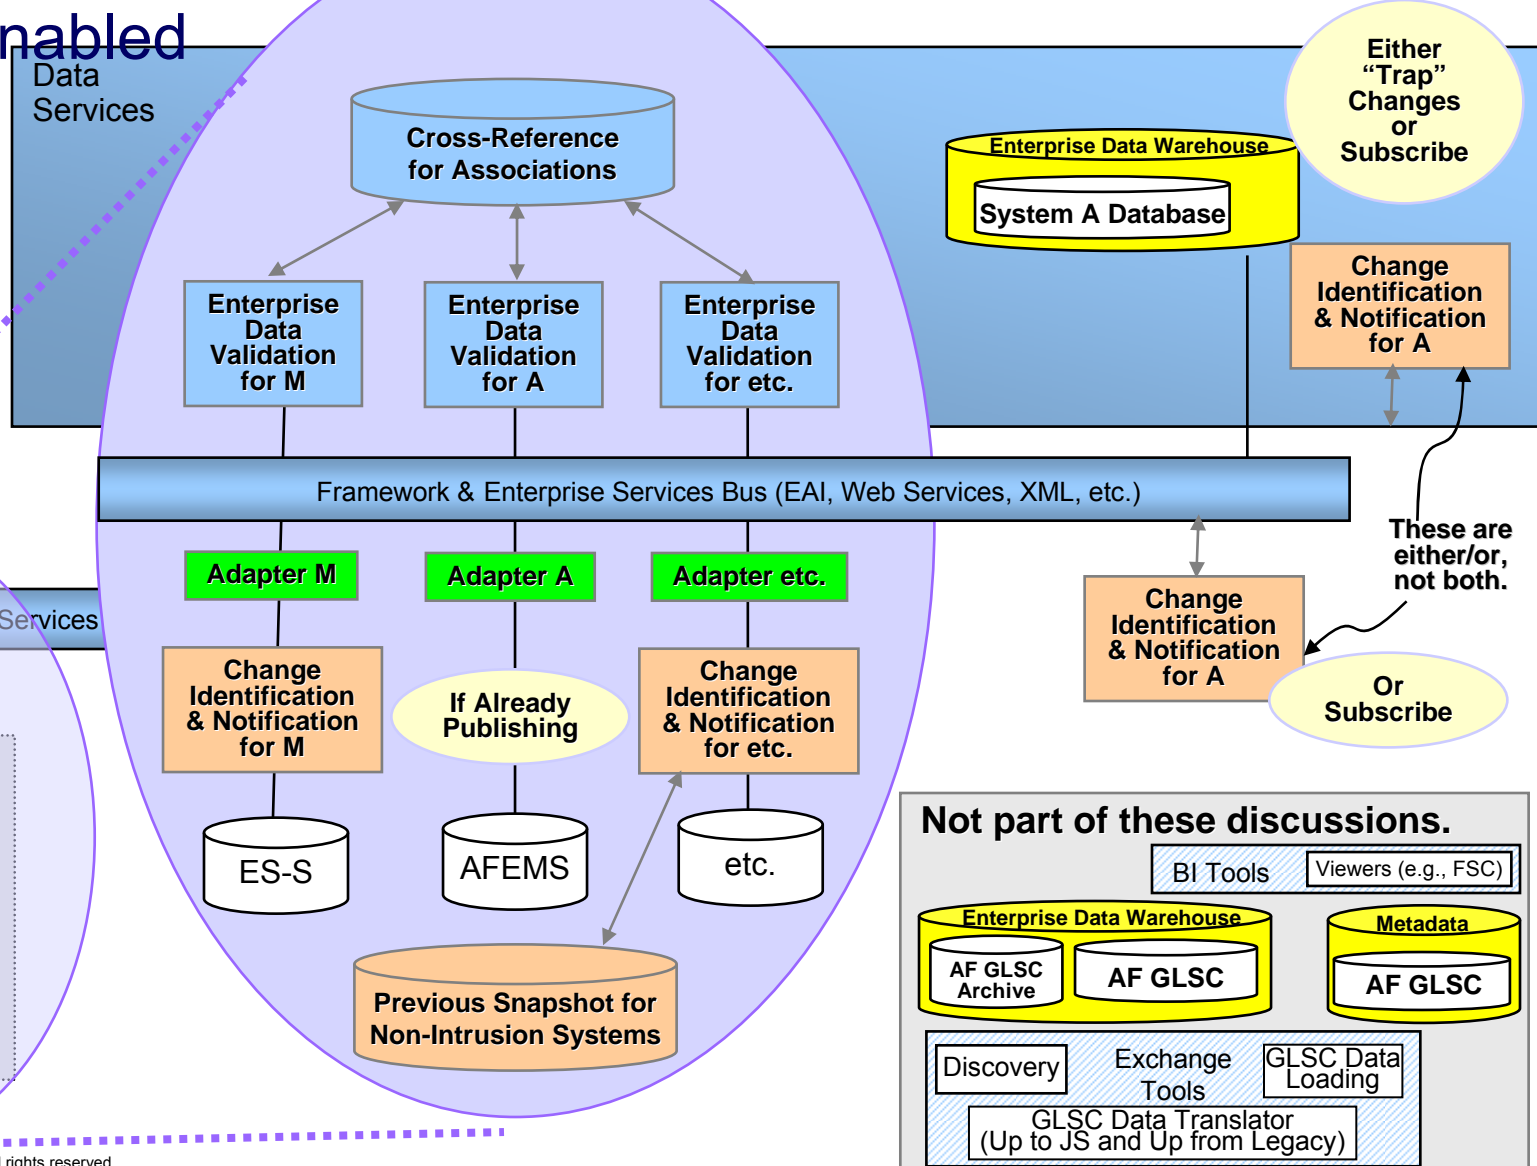 nabled
Data
Services
Cross-Reference
for Associations
Enterprise Data Warehouse
System A Database
Either
“Trap”
Changes
or
Subscribe
Change
Identification
& Notification
for A
Enterprise
Data
Validation
for M
Enterprise
Data
Validation
for A
Enterprise
Data
Validation
for etc.
Framework & Enterprise Services Bus (EAI, Web Services, XML, etc.)
These are
either/or,
not both.
Adapter M
Adapter A
Adapter etc.
Services
Change
Identification
& Notification
for A
Or
Subscribe
Change
Identification
& Notification
for M
If Already
Publishing
Change
Identification
& Notification
for etc.
ES-S
AFEMS
etc.
Previous Snapshot for
Non-Intrusion Systems
Not part of these discussions.
BI Tools
Viewers (e.g., FSC)
Enterprise Data Warehouse
AF GLSC
Archive
AF GLSC
Metadata
AF GLSC
Discovery
Exchange
Tools
GLSC Data
Loading
GLSC Data Translator
(Up to JS and Up from Legacy)
rights reserved